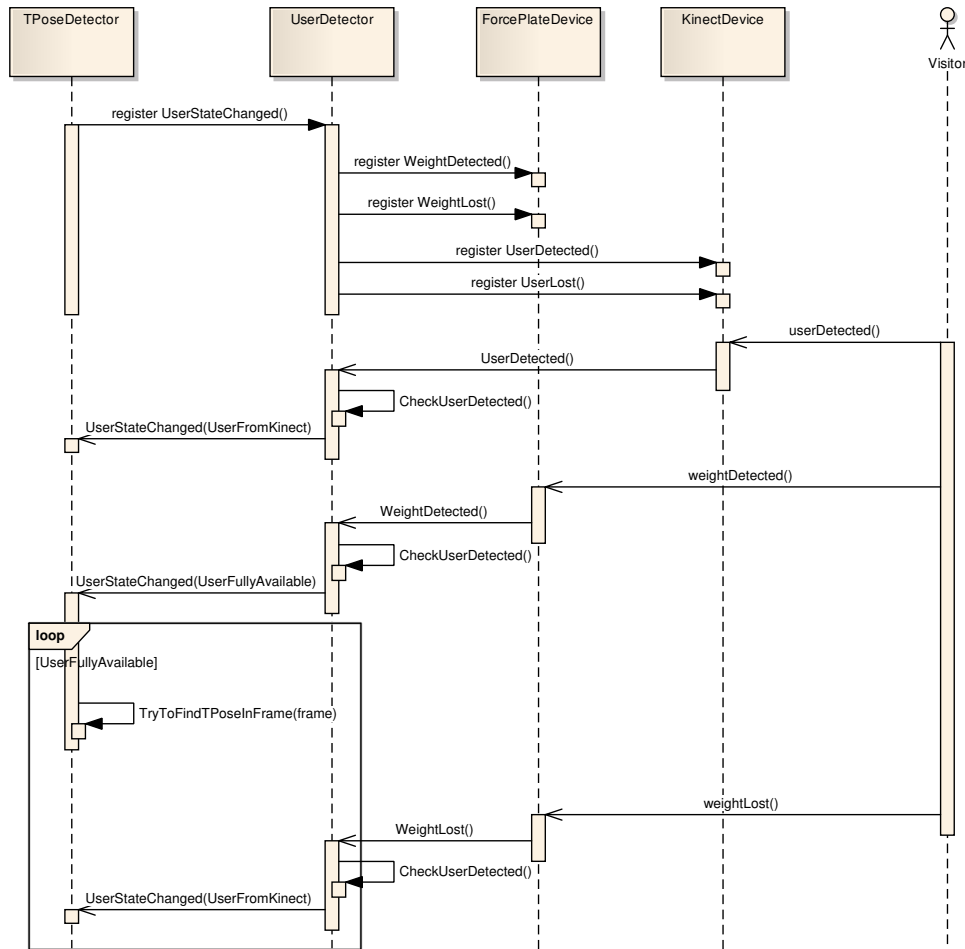 TPoseDetector
UserDetector
ForcePlateDevice
KinectDevice
Visitor
register UserStateChanged()
register WeightDetected()
register WeightLost()
register UserDetected()
register UserLost()
userDetected()
UserDetected()
CheckUserDetected()
UserStateChanged(UserFromKinect)
weightDetected()
WeightDetected()
CheckUserDetected()
UserStateChanged(UserFullyAvailable)
loop
[UserFullyAvailable]
TryToFindTPoseInFrame(frame)
weightLost()
WeightLost()
CheckUserDetected()
UserStateChanged(UserFromKinect)